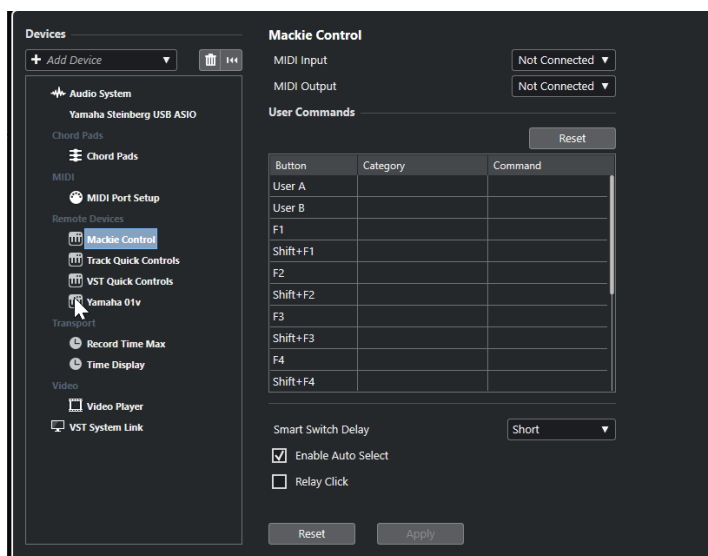 Devices
+ Add Device
Audio System
Yamaha Steinberg USB ASIO
Chord Pads
Chord Pads
MIDI
MIDI Port Setup
Remote Devices
Mackie Control
Track Quick Controls
VST Quick Controls
Yamaha 01v
Transport
Record Time Max
Time Display
Video
Video Player
VST System Link
Mackie Control
MIDI Input Not Connected
MIDI Output Not Connected
User Commands
Reset
Button Category Command
User A
User B
F1
Shift+F1
F2
Shift+F2
F3
Shift+F3
F4
Shift+F4
Smart Switch Delay Short
Enable Auto Select
Relay Click
Reset Apply